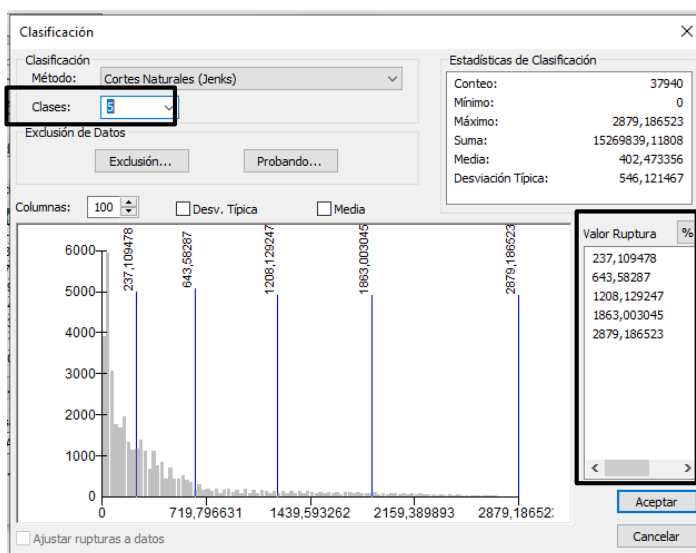 Clasificación
Clasificación
Método: Cortes Naturales (Jenks)
Clases: 5
Exclusión de Datos
Exclusión... Probando...
Estadísticas de Clasificación
Conteo: 37940
Mínimo: 0
Máximo: 2879,186523
Suma: 15269839,11808
Media: 402,473356
Desviación Típica: 546,121467
Columnas: 100 Desv. Típica Media
Valor Ruptura %
237,109478
643,58287
1208,129247
1863,003045
2879,186523
237,109478
643,58287
1208,129247
1863,003045
2879,186523
6000
5000
4000
3000
2000
1000
0
0 719,796631 1439,593262 2159,389893 2879,18652
Ajustar rupturas a datos
Aceptar
Cancelar